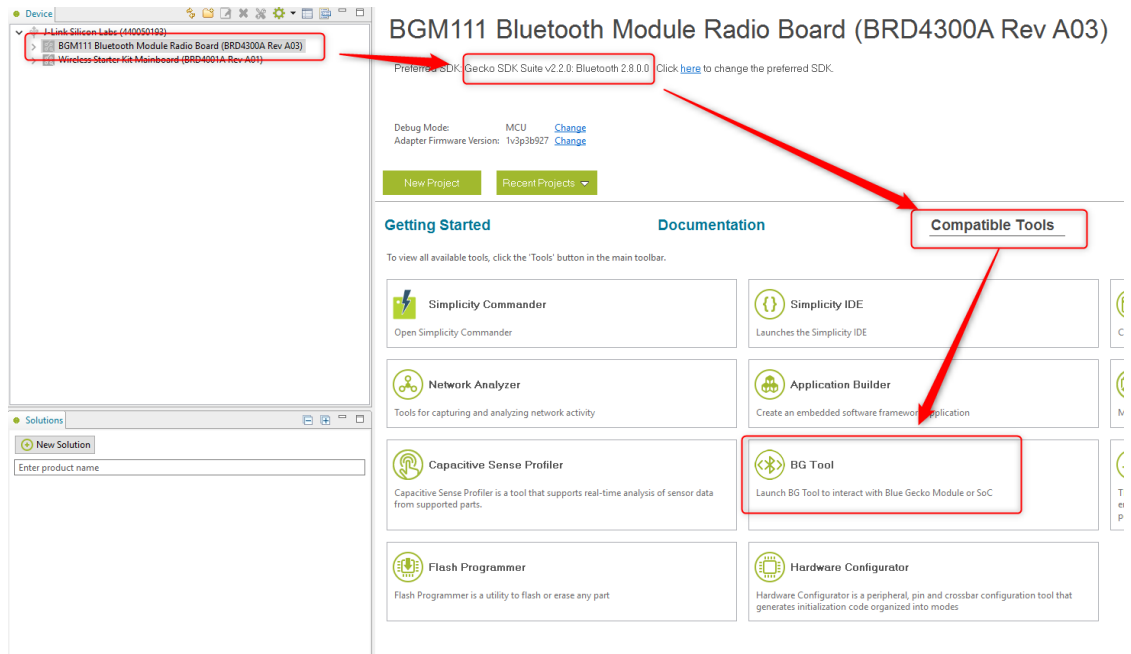 Device
J-Link Silicon Labs (440050193)
BGM111 Bluetooth Module Radio Board (BRD4300A Rev A03)
Wireless Starter Kit Mainboard (BRD4001A Rev A01)
BGM111 Bluetooth Module Radio Board (BRD4300A Rev A03)
Preferred SDK: Gecko SDK Suite v2.2.0: Bluetooth 2.8.0.0 Click here to change the preferred SDK.
Debug Mode: MCU Change
Adapter Firmware Version: 1v3p3b927 Change
New Project Recent Projects
Getting Started Documentation Compatible Tools
To view all available tools, click the 'Tools' button in the main toolbar.
Simplicity Commander
Open Simplicity Commander
Simplicity IDE
Launches the Simplicity IDE
Network Analyzer
Tools for capturing and analyzing network activity
Application Builder
Create an embedded software framework application
Capacitive Sense Profiler
Capacitive Sense Profiler is a tool that supports real-time analysis of sensor data
from supported parts.
BG Tool
Launch BG Tool to interact with Blue Gecko Module or SoC
Flash Programmer
Flash Programmer is a utility to flash or erase any part
Hardware Configurator
Hardware Configurator is a peripheral, pin and crossbar configuration tool that
generates initialization code organized into modes
Solutions
New Solution
Enter product name